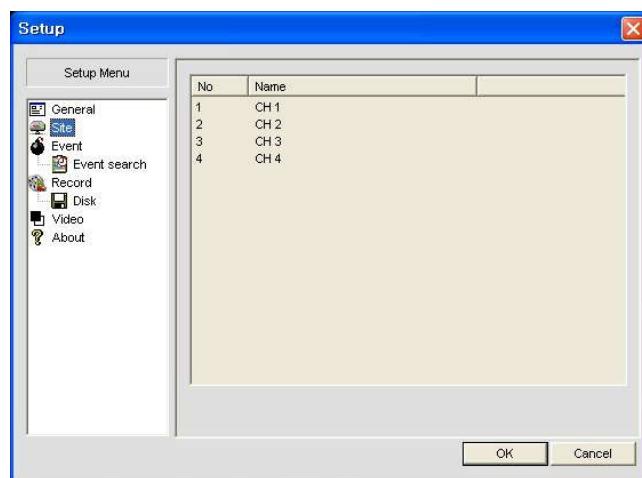 Setup
Setup Menu
General
Site
Event
Event search
Record
Disk
Video
About
No Name
1 CH 1
2 CH 2
3 CH 3
4 CH 4
OK Cancel